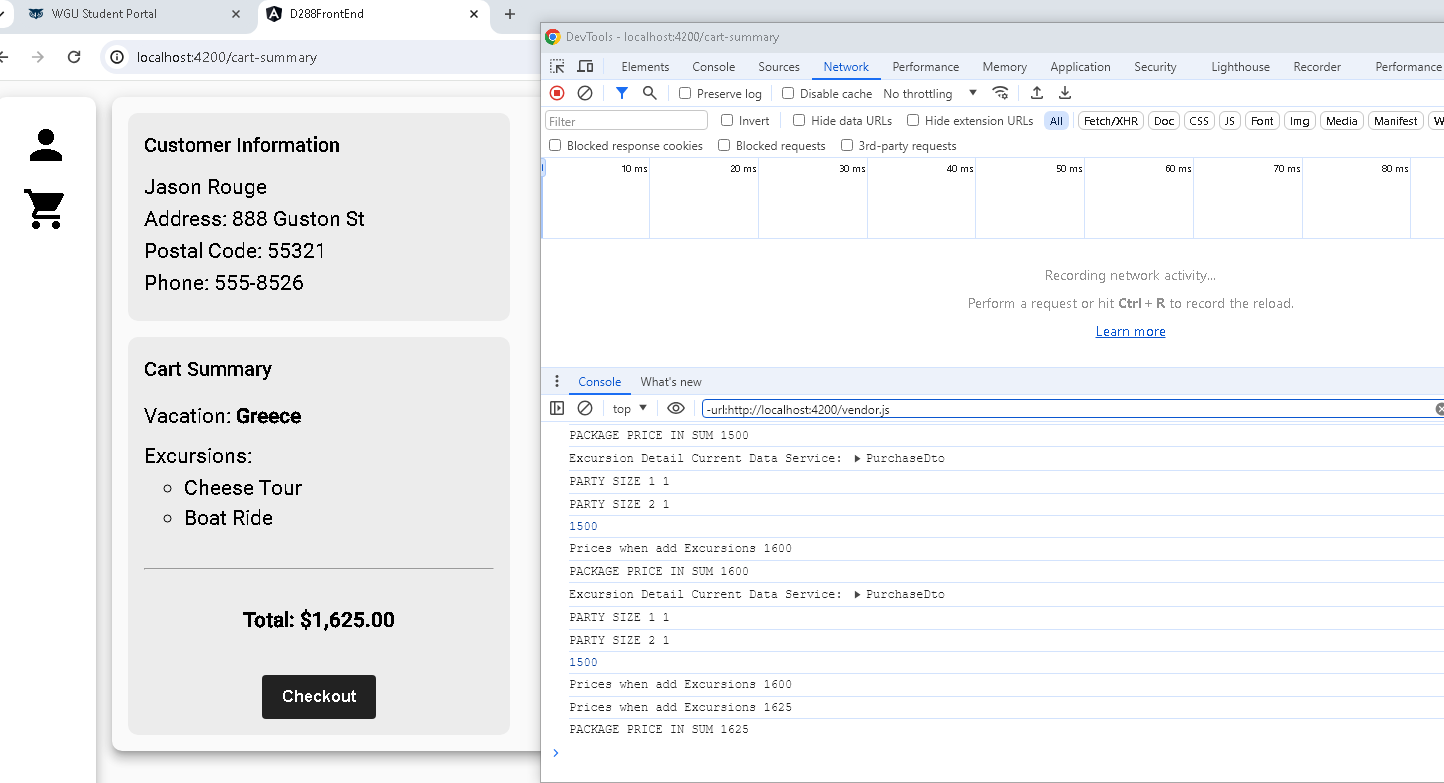 WGU Student Portal
D288FrontEnd
localhost:4200/cart-summary
Customer Information
Jason Rouge
Address: 888 Guston St
Postal Code: 55321
Phone: 555-8526
Cart Summary
Vacation: Greece
Excursions:
Cheese Tour
Boat Ride
Total: $1,625.00
Checkout
DevTools - localhost:4200/cart-summary
Elements Console Sources Network Performance Memory Application Security Lighthouse Recorder Performance
Preserve log Disable cache No throttling
Filter Invert Hide data URLs Hide extension URLs All Fetch/XHR Doc CSS JS Font Img Media Manifest W
Blocked response cookies Blocked requests 3rd-party requests
10 ms 20 ms 30 ms 40 ms 50 ms 60 ms 70 ms 80 ms
Recording network activity...
Perform a request or hit Ctrl + R to record the reload.
Learn more
Console What's new
top -url:http://localhost:4200/vendor.js
PACKAGE PRICE IN SUM 1500
Excursion Detail Current Data Service: PurchaseDto
PARTY SIZE 1 1
PARTY SIZE 2 1
1500
Prices when add Excursions 1600
PACKAGE PRICE IN SUM 1600
Excursion Detail Current Data Service: PurchaseDto
PARTY SIZE 1 1
PARTY SIZE 2 1
1500
Prices when add Excursions 1600
Prices when add Excursions 1625
PACKAGE PRICE IN SUM 1625